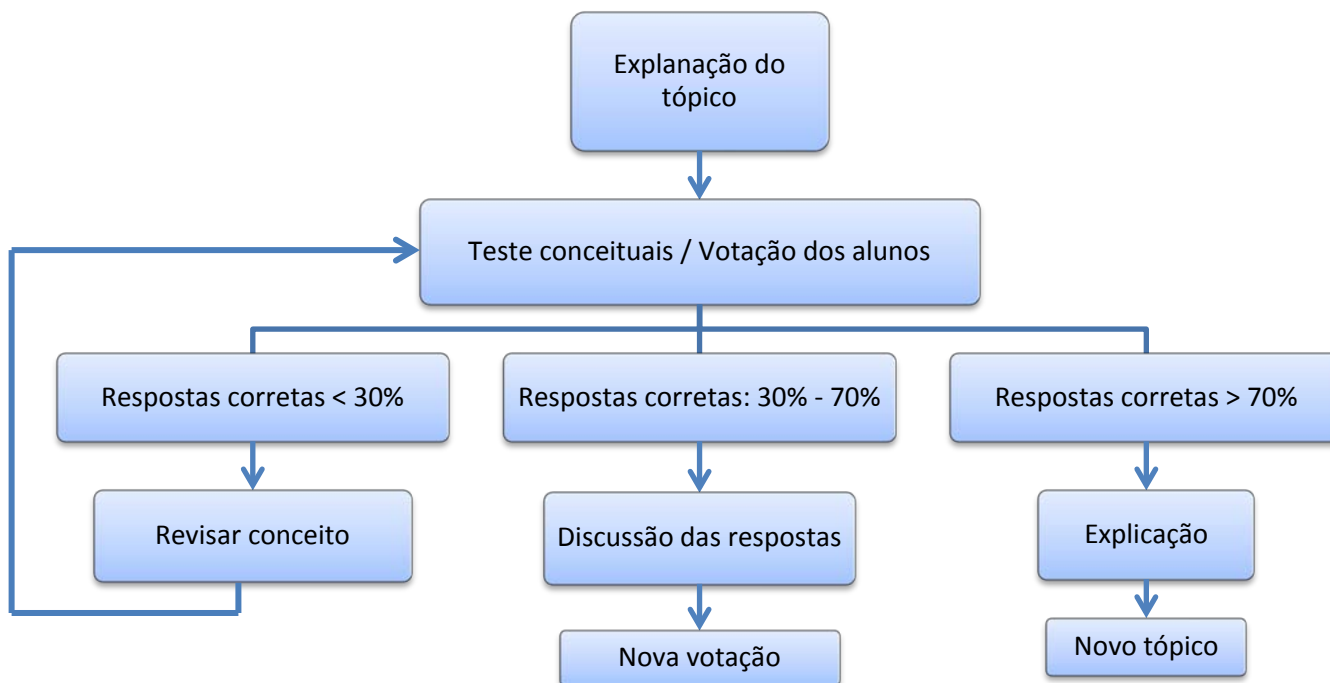 Explanação do
tópico
Teste conceituais / Votação dos alunos
Respostas corretas < 30%
Respostas corretas: 30% - 70%
Respostas corretas > 70%
Revisar conceito
Discussão das respostas
Explicação
Nova votação
Novo tópico